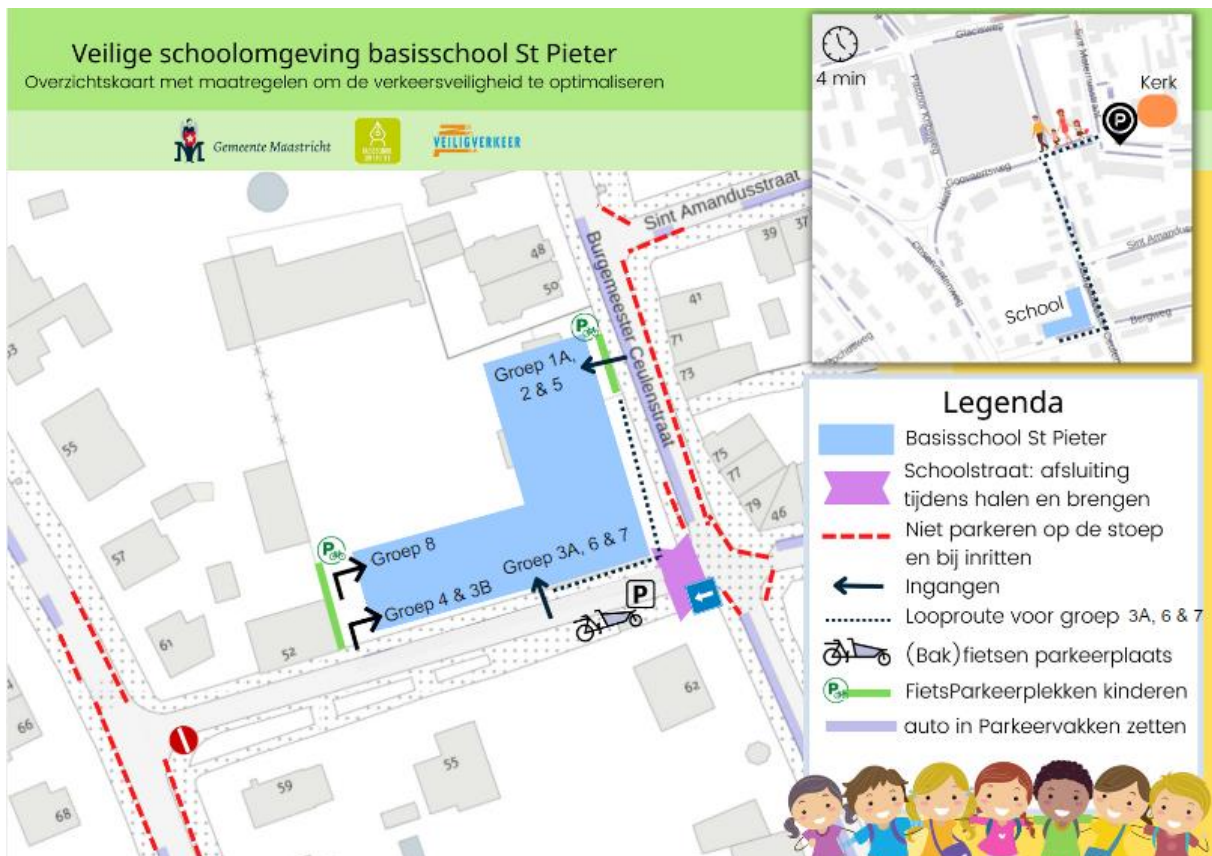 Veilige schoolomgeving basisschool St Pieter
Overzichtskaart met maatregelen om de verkeersveiligheid te optimaliseren
Gemeente Maastricht
VEILIGVERKEER
4 min
Glacisweg
Kerk
P
School
Bergweg
Sint Amandusstraat
Burgemeester Ceulenstraat
39
37
48
50
41
71
73
75
77
79
46
P
Groep 1A,
2 & 5
55
57
61
52
P
Groep 8
Groep 4 & 3B
Groep 3A, 6 & 7
P
62
66
68
59
55
Legenda
Basisschool St Pieter
Schoolstraat: afsluiting
tijdens halen en brengen
Niet parkeren op de stoep
en bij inritten
Ingangen
Looproute voor groep 3A, 6 & 7
(Bak)fietsen parkeerplaats
P
FietsParkeerplekken kinderen
auto in Parkeervakken zetten